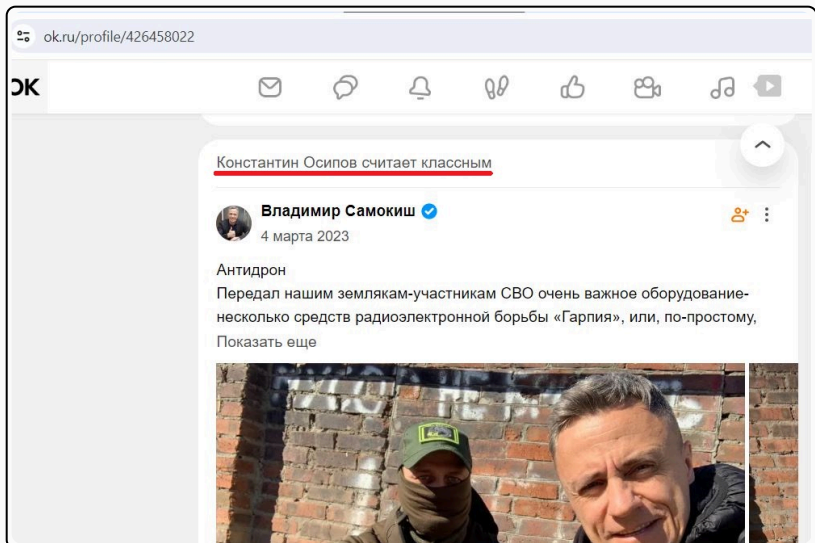 ok.ru/profile/426458022
ОК
Константин Осипов считает классным
Владимир Самокиш
4 марта 2023
Антидрон
Передал нашим землякам-участникам СВО очень важное оборудование-
несколько средств радиоэлектронной борьбы «Гарпия», или, по-простому,
Показать еще